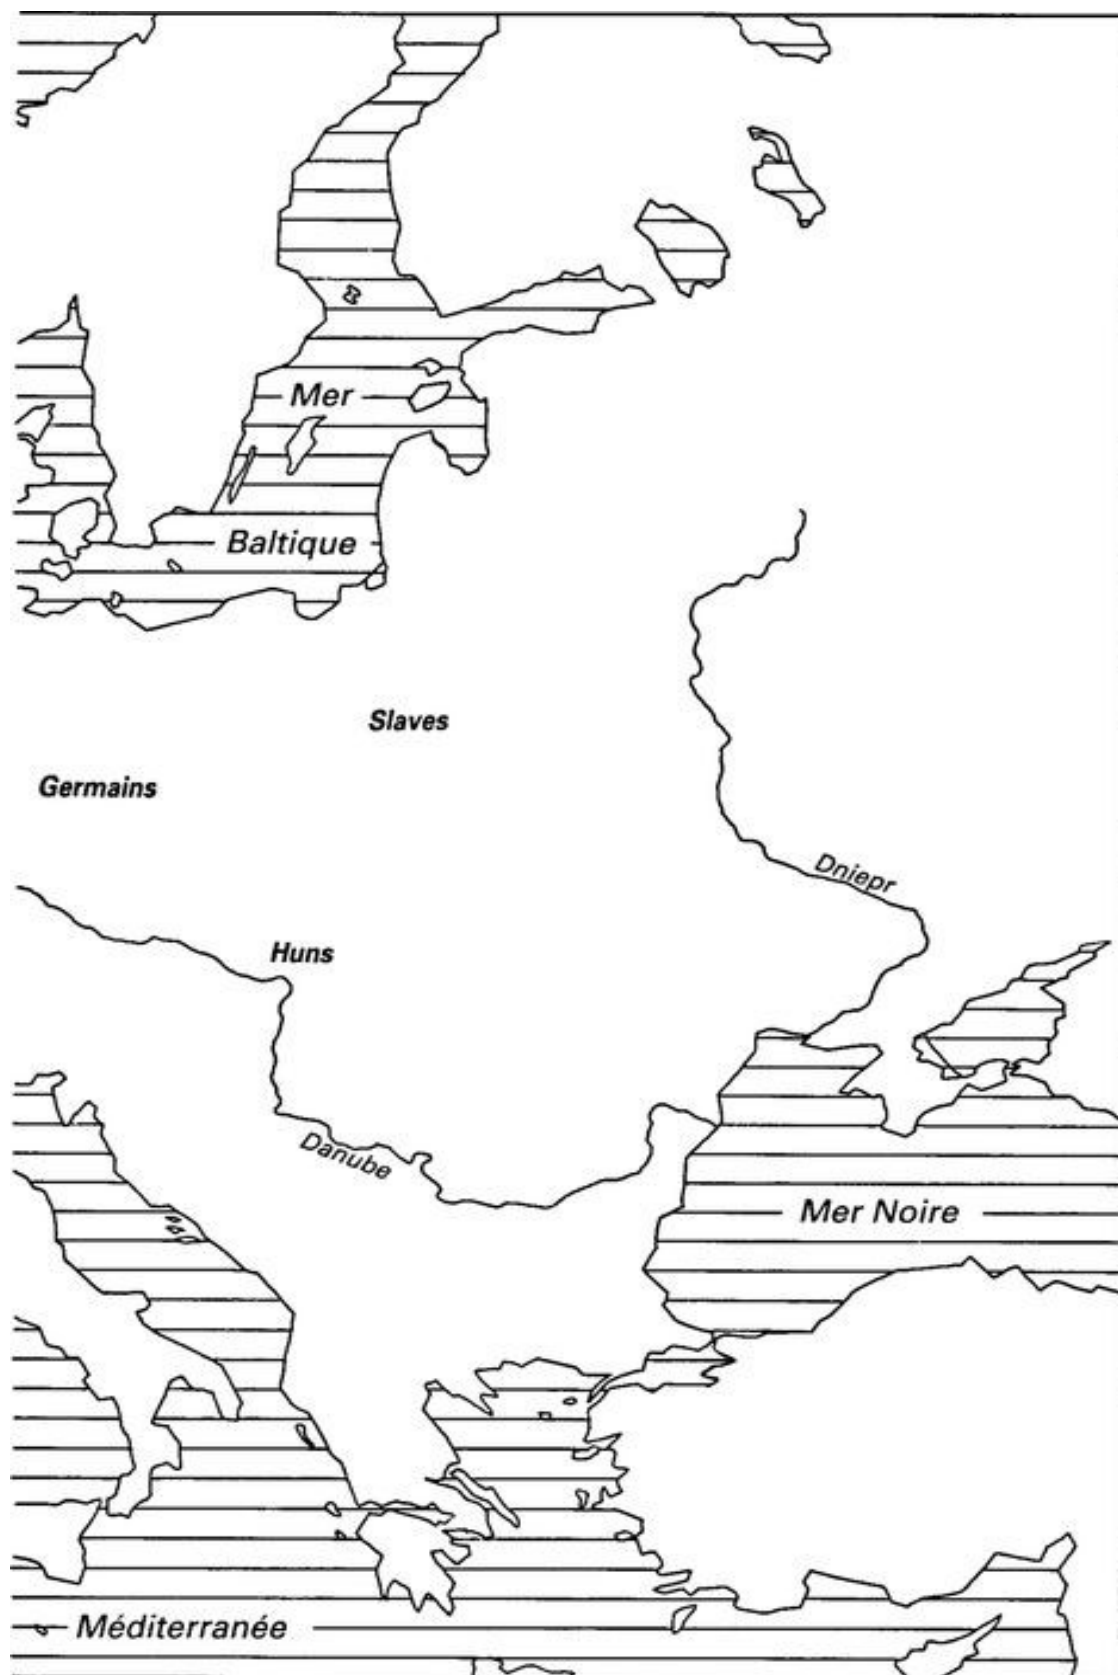 Mer
Baltique
Slaves
Germains
Dniepr
Huns
Danube
Mer Noire
Méditerranée